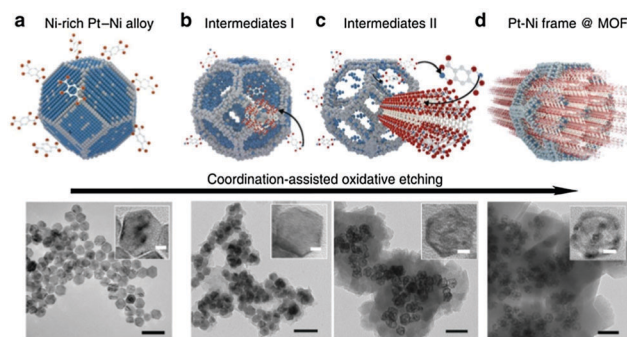 a Ni-rich Pt–Ni alloy
b Intermediates I
c Intermediates II
d Pt-Ni frame @ MOF
Coordination-assisted oxidative etching